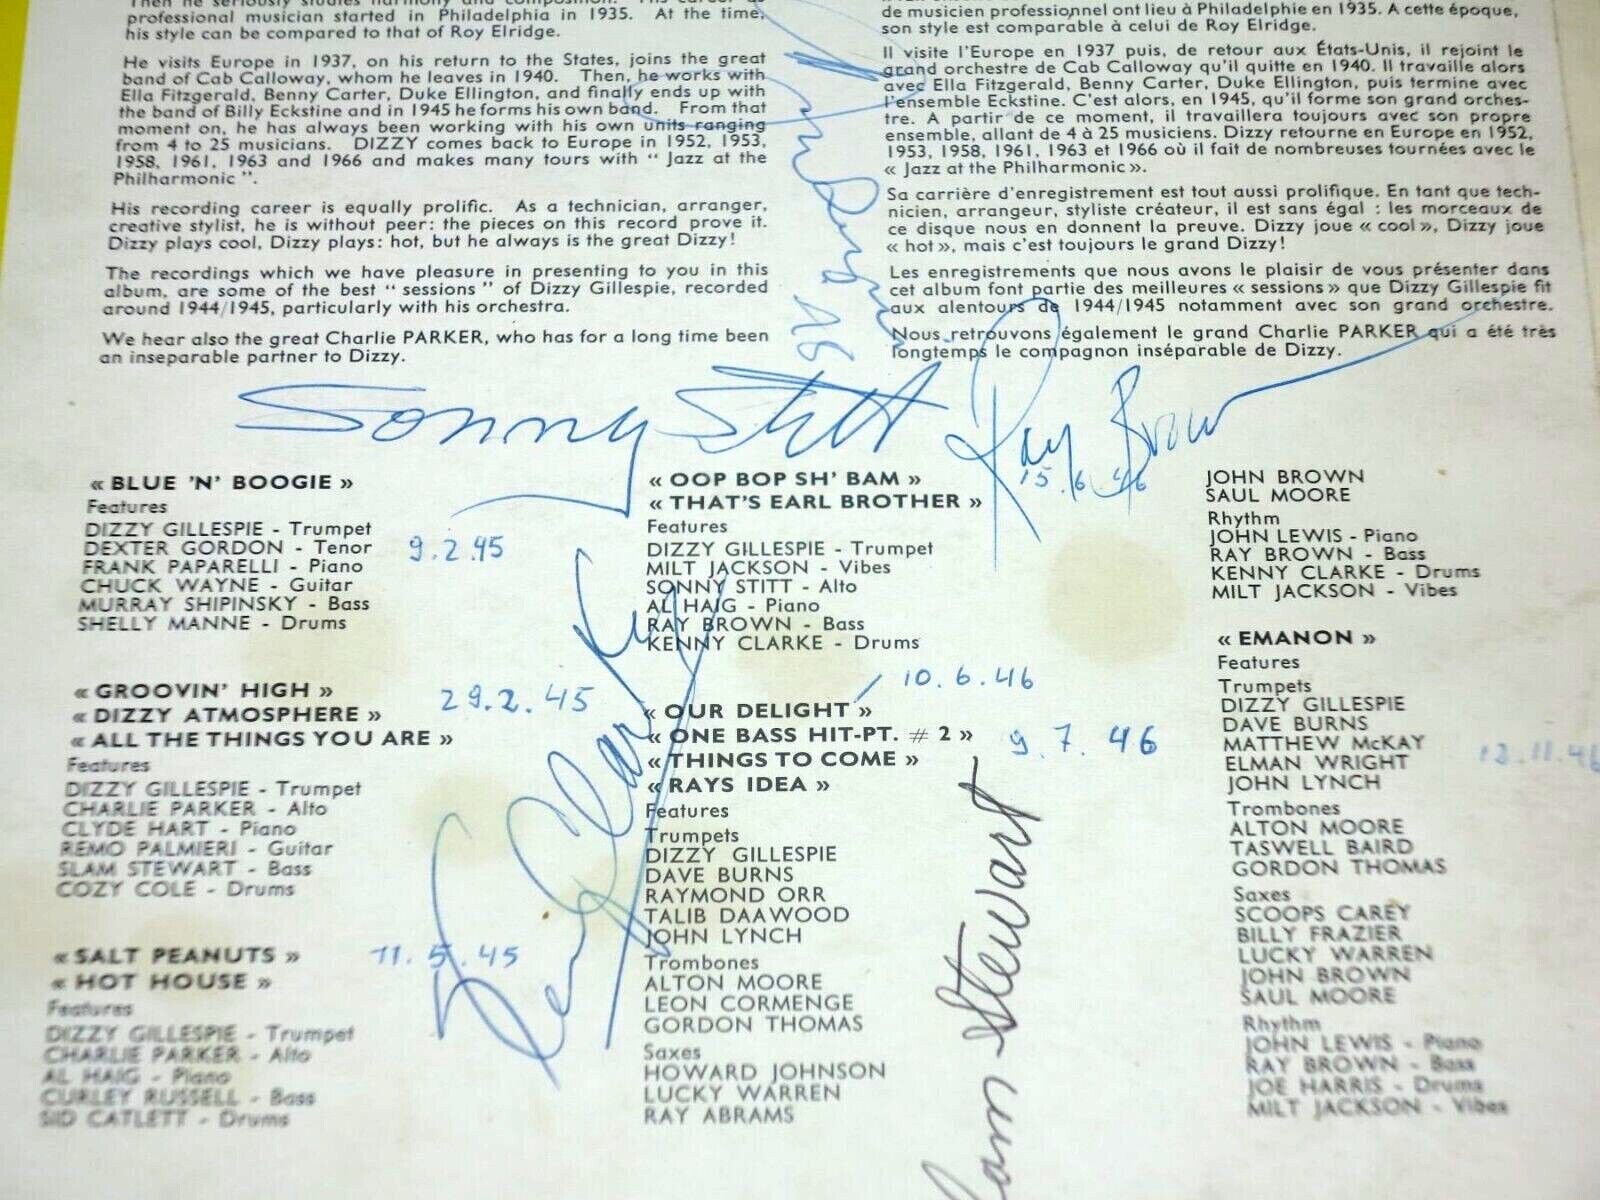 professional musician started in Philadelphia in 1935. At the time,
his style can be compared to that of Roy Elridge.
He visits Europe in 1937, on his return to the States, joins the great
band of Cab Calloway, whom he leaves in 1940. Then, he works with
Ella Fitzgerald, Benny Carter, Duke Ellington, and finally ends up with
the band of Billy Eckstine and in 1945 he forms his own band. From that
moment on, he has always been working with his own units ranging
from 4 to 25 musicians. DIZZY comes back to Europe in 1952, 1953,
1958, 1961, 1963 and 1966 and makes many tours with " Jazz at the
Philharmonic ".
His recording career is equally prolific. As a technician, arranger,
creative stylist, he is without peer: the pieces on this record prove it.
Dizzy plays cool, Dizzy plays: hot, but he always is the great Dizzy!
The recordings which we have pleasure in presenting to you in this
album, are some of the best " sessions " of Dizzy Gillespie, recorded
around 1944/1945, particularly with his orchestra.
We hear also the great Charlie PARKER, who has for a long time been
an inseparable partner to Dizzy.
de musicien professionnel ont lieu à Philadelphie en 1935. A cette époque,
son style est comparable à celui de Roy Elridge.
Il visite l'Europe en 1937 puis, de retour aux États-Unis, il rejoint le
grand orchestre de Cab Calloway qu'il quitte en 1940. Il travaille alors
avec Ella Fitzgerald, Benny Carter, Duke Ellington, puis termine avec
l'ensemble Eckstine. C'est alors, en 1945, qu'il forme son grand orches-
tre. A partir de ce moment, il travaillera toujours avec son propre
ensemble, allant de 4 à 25 musiciens. Dizzy retourne en Europe en 1952,
1953, 1958, 1961, 1963 et 1966 où il fait de nombreuses tournées avec le
« Jazz at the Philharmonic ».
Sa carrière d'enregistrement est tout aussi prolifique. En tant que tech-
nicien, arrangeur, styliste créateur, il est sans égal : les morceaux de
ce disque nous en donnent la preuve. Dizzy joue « cool », Dizzy joue
« hot », mais c'est toujours le grand Dizzy!
Les enregistrements que nous avons le plaisir de vous présenter dans
cet album font partie des meilleures « sessions » que Dizzy Gillespie fit
aux alentours de 1944/1945 notamment avec son grand orchestre.
Nous retrouvons également le grand Charlie PARKER qui a été très
longtemps le compagnon inséparable de Dizzy.
Sonny Stitt
Ray Brown
« BLUE 'N' BOOGIE »
Features
DIZZY GILLESPIE - Trumpet
DEXTER GORDON - Tenor
9.2.45
FRANK PAPARELLI - Piano
CHUCK WAYNE - Guitar
MURRAY SHIPINSKY - Bass
SHELLY MANNE - Drums
« GROOVIN' HIGH »
29.2.45
« DIZZY ATMOSPHERE »
« ALL THE THINGS YOU ARE »
Features
DIZZY GILLESPIE - Trumpet
CHARLIE PARKER - Alto
CLYDE HART - Piano
REMO PALMIERI - Guitar
SLAM STEWART - Bass
COZY COLE - Drums
« SALT PEANUTS »
11.5.45
« HOT HOUSE »
Features
DIZZY GILLESPIE - Trumpet
CHARLIE PARKER - Alto
AL HAIG - Piano
CURLEY RUSSELL - Bass
SID CATLETT - Drums
« OOP BOP SH' BAM »
15.6.46
« THAT'S EARL BROTHER »
Features
DIZZY GILLESPIE - Trumpet
MILT JACKSON - Vibes
SONNY STITT - Alto
AL HAIG - Piano
RAY BROWN - Bass
KENNY CLARKE - Drums
10.6.46
« OUR DELIGHT »
« ONE BASS HIT-PT. # 2 »
9.7.46
« THINGS TO COME »
« RAYS IDEA »
Features
Trumpets
DIZZY GILLESPIE
DAVE BURNS
RAYMOND ORR
TALIB DAAWOOD
JOHN LYNCH
Trombones
ALTON MOORE
LEON CORMENGE
GORDON THOMAS
Saxes
HOWARD JOHNSON
LUCKY WARREN
RAY ABRAMS
Stewart
JOHN BROWN
SAUL MOORE
Rhythm
JOHN LEWIS - Piano
RAY BROWN - Bass
KENNY CLARKE - Drums
MILT JACKSON - Vibes
« EMANON »
Features
Trumpets
DIZZY GILLESPIE
DAVE BURNS
MATTHEW McKAY
ELMAN WRIGHT
JOHN LYNCH
Trombones
ALTON MOORE
TASWELL BAIRD
GORDON THOMAS
Saxes
SCOOPS CAREY
BILLY FRAZIER
LUCKY WARREN
JOHN BROWN
SAUL MOORE
Rhythm
JOHN LEWIS - Piano
RAY BROWN - Bass
JOE HARRIS - Drums
MILT JACKSON - Vibes